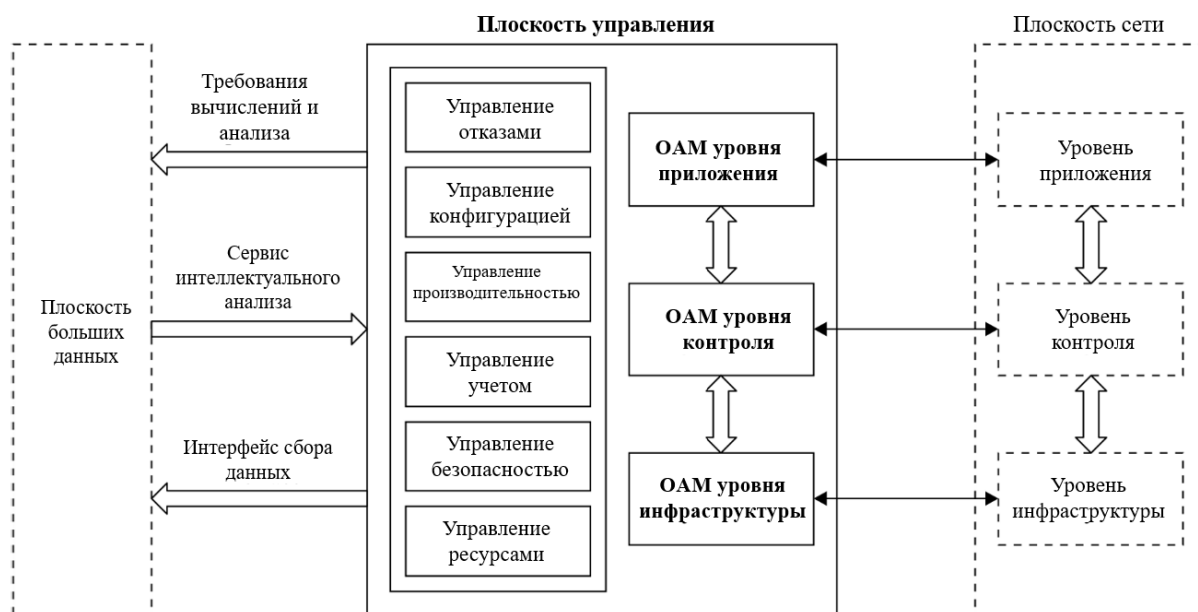 Плоскость управления
Плоскость сети
Требования
вычислений и
анализа
Сервис
интеллектуального
анализа
Плоскость
больших
данных
Интерфейс сбора
данных
Управление
отказами
Управление
конфигурацией
Управление
производительностью
Управление
учетом
Управление
безопасностью
Управление
ресурсами
ОАМ уровня
приложения
ОАМ уровня
контроля
ОАМ уровня
инфраструктуры
Уровень
приложения
Уровень
контроля
Уровень
инфраструктуры